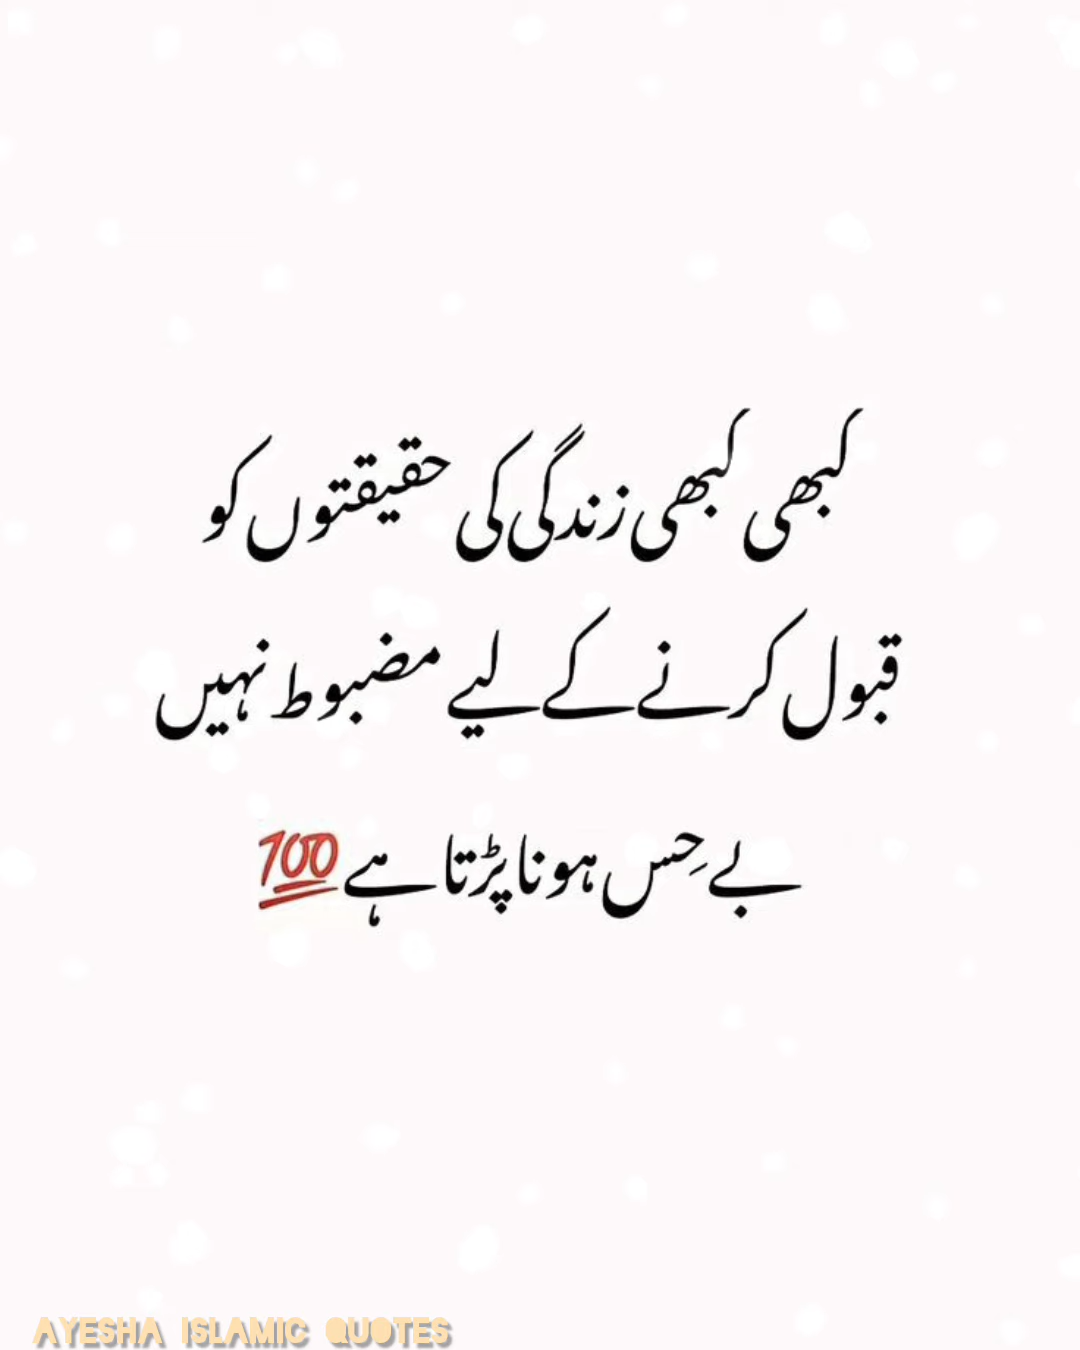 کبھی کبھی زندگی کی حقیقتوں کو
قبول کرنے کے لیے مضبوط نہیں
بے حِس ہونا پڑتا ہے 💯
AYESHA ISLAMIC QUOTES